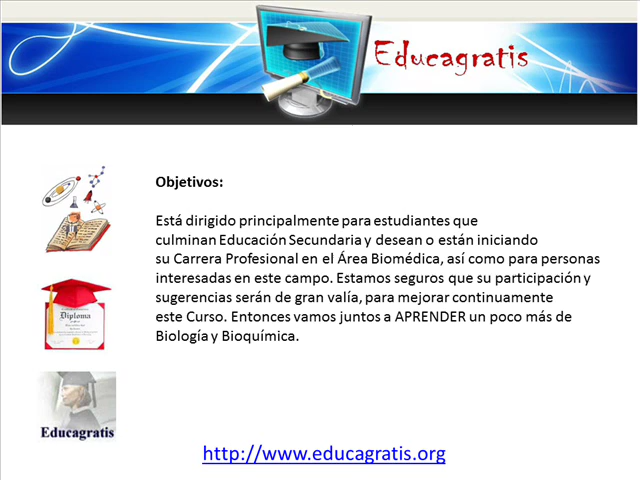 Educagratis
Objetivos:
Está dirigido principalmente para estudiantes que
culminan Educación Secundaria y desean o están iniciando
su Carrera Profesional en el Área Biomédica, así como para personas
interesadas en este campo. Estamos seguros que su participación y
sugerencias serán de gran valía, para mejorar continuamente
este Curso. Entonces vamos juntos a APRENDER un poco más de
Biología y Bioquímica.
Diploma
Educagratis
http://www.educagratis.org